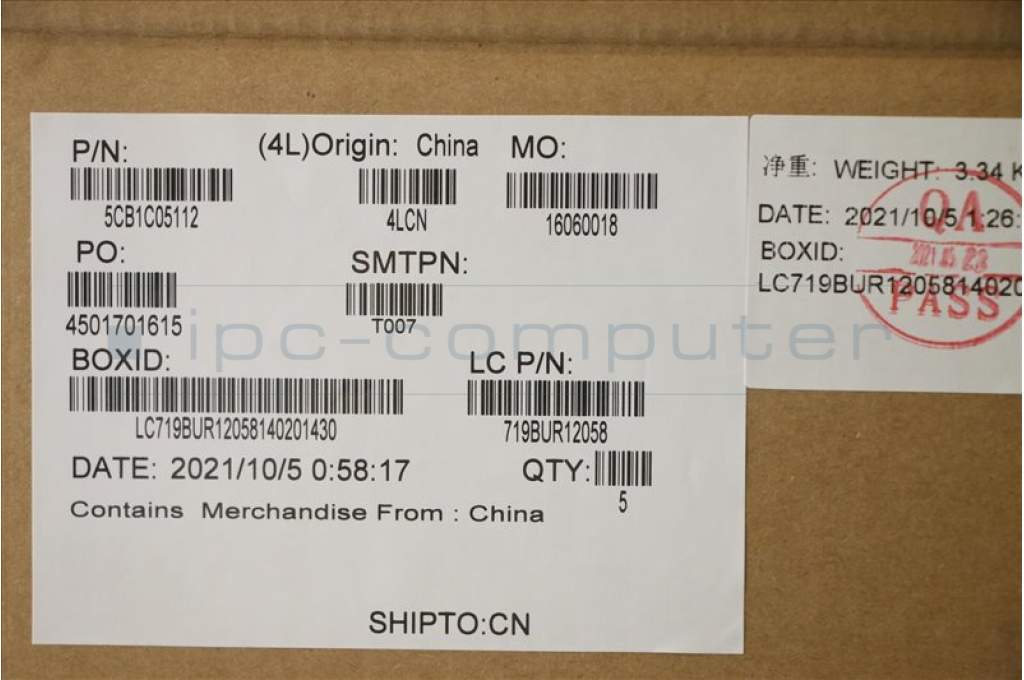 P/N: (4L)Origin: China MO:
5CB1C05112 4LCN 16060018
PO: SMTPN:
4501701615 T007
BOXID: LC P/N:
LC719BUR12058140201430 719BUR12058
DATE: 2021/10/5 0:58:17 QTY:
5
Contains Merchandise From : China
SHIPTO:CN
净重: WEIGHT: 3.34 K
DATE: 2021/10/5 1:26:
BOXID:
LC719BUR1205814020
QA
PASS
ipc-computer